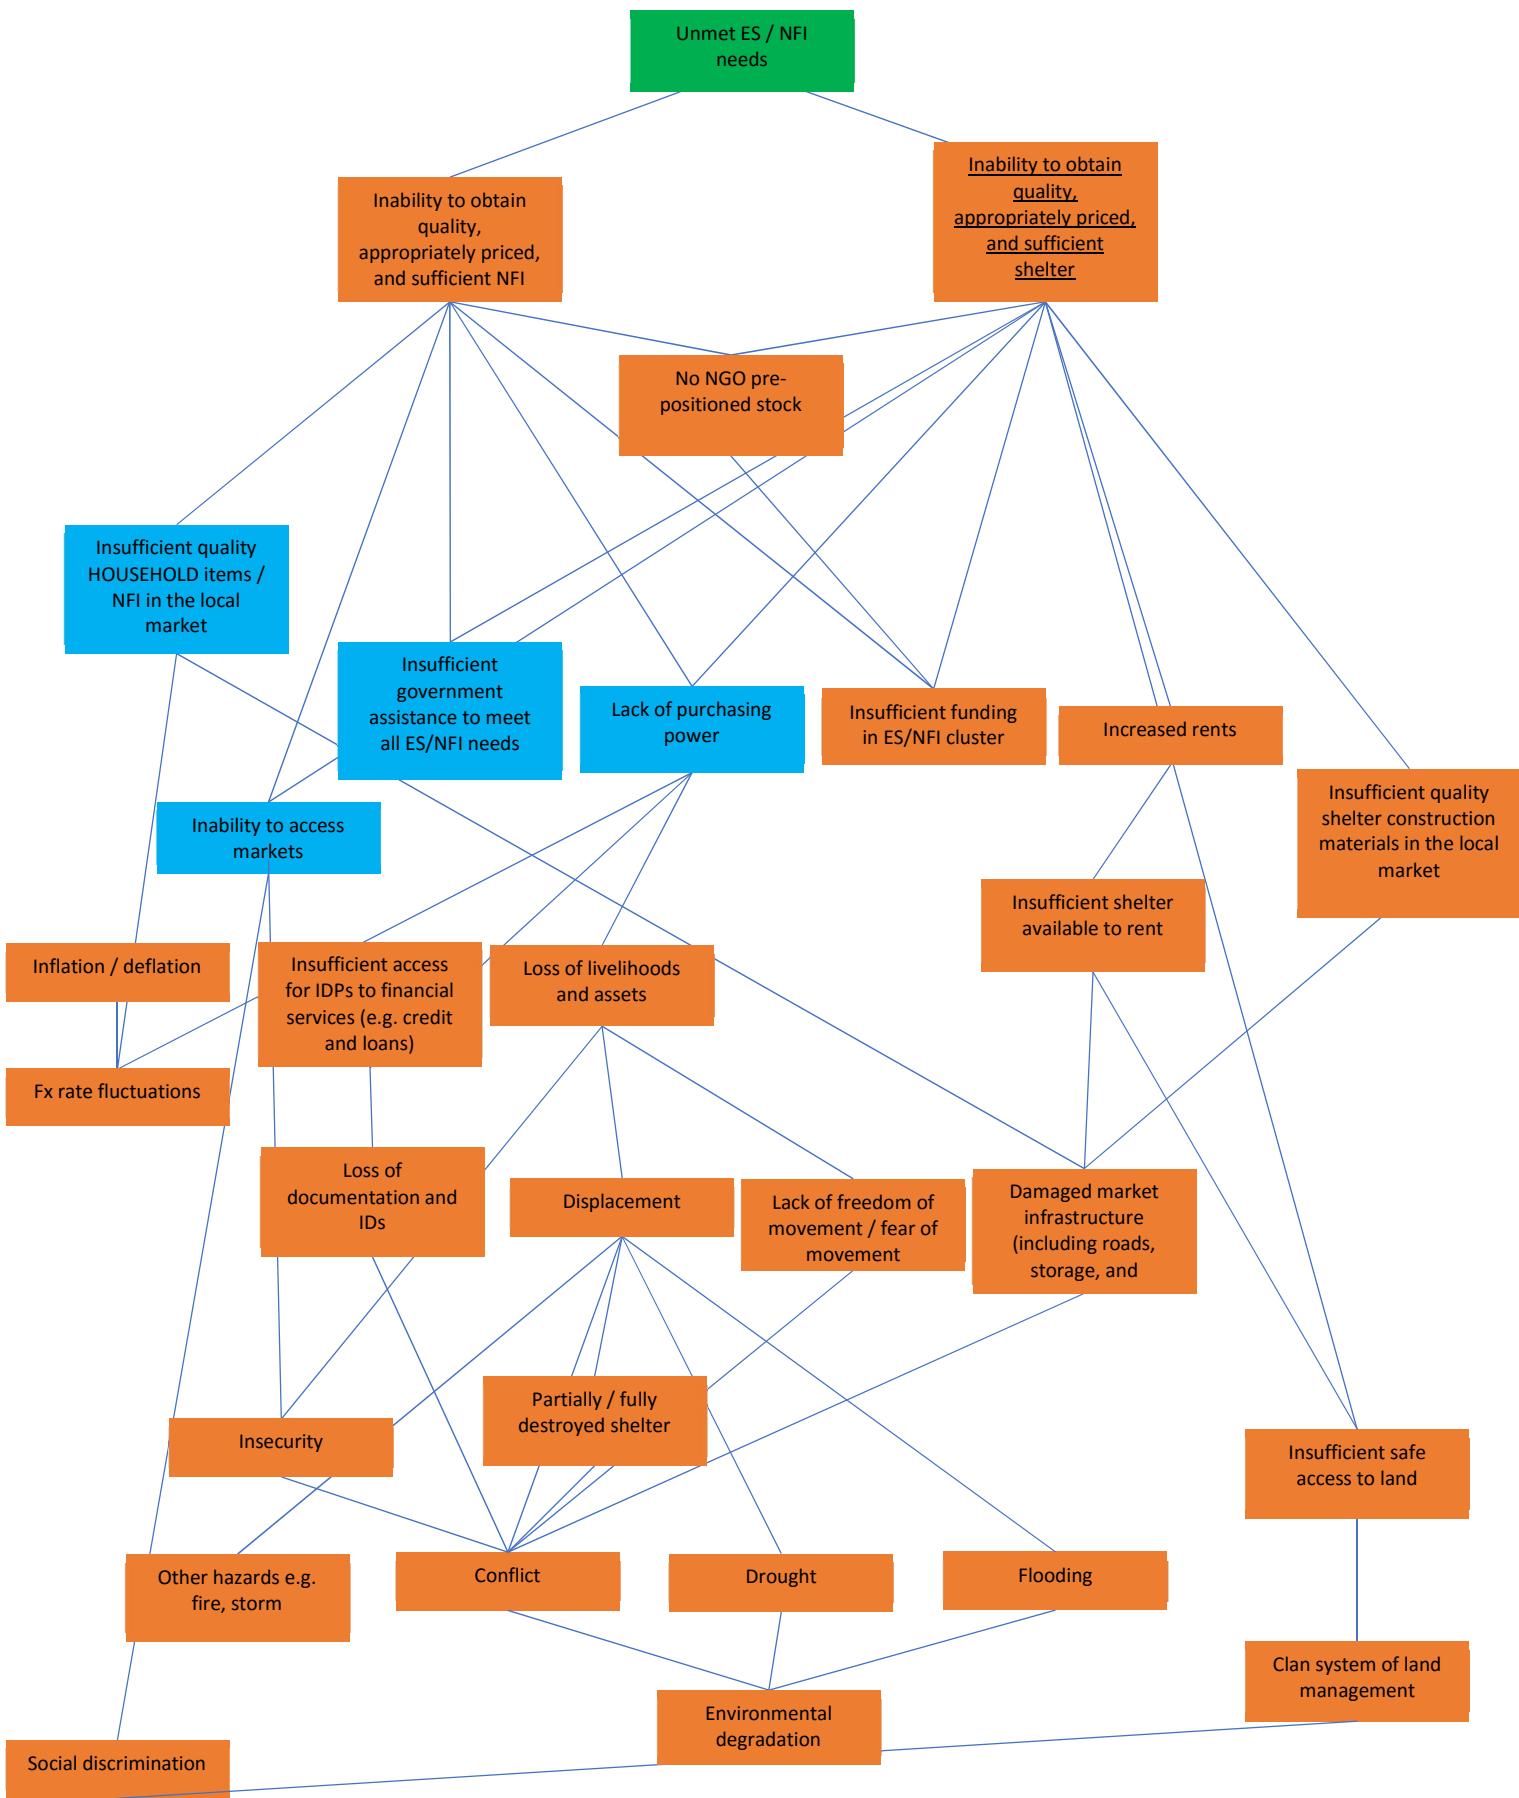 Unmet ES / NFI
needs
Inability to obtain
quality,
appropriately priced,
and sufficient NFI
Inability to obtain
quality,
appropriately priced,
and sufficient
shelter
No NGO pre-
positioned stock
Insufficient quality
HOUSEHOLD items /
NFI in the local
market
Insufficient
government
assistance to meet
all ES/NFI needs
Lack of purchasing
power
Insufficient funding
in ES/NFI cluster
Increased rents
Insufficient quality
shelter construction
materials in the local
market
Inability to access
markets
Insufficient shelter
available to rent
Inflation / deflation
Insufficient access
for IDPs to financial
services (e.g. credit
and loans)
Loss of livelihoods
and assets
Fx rate fluctuations
Loss of
documentation and
IDs
Displacement
Lack of freedom of
movement / fear of
movement
Damaged market
infrastructure
(including roads,
storage, and
Partially / fully
destroyed shelter
Insecurity
Insufficient safe
access to land
Other hazards e.g.
fire, storm
Conflict
Drought
Flooding
Clan system of land
management
Environmental
degradation
Social discrimination